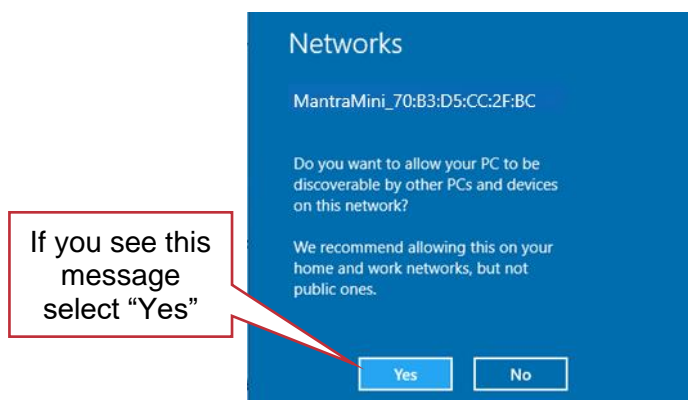 Networks
MantraMini_70:B3:D5:CC:2F:BC
Do you want to allow your PC to be
discoverable by other PCs and devices
on this network?
We recommend allowing this on your
home and work networks, but not
public ones.
If you see this
message
select “Yes”
Yes
No